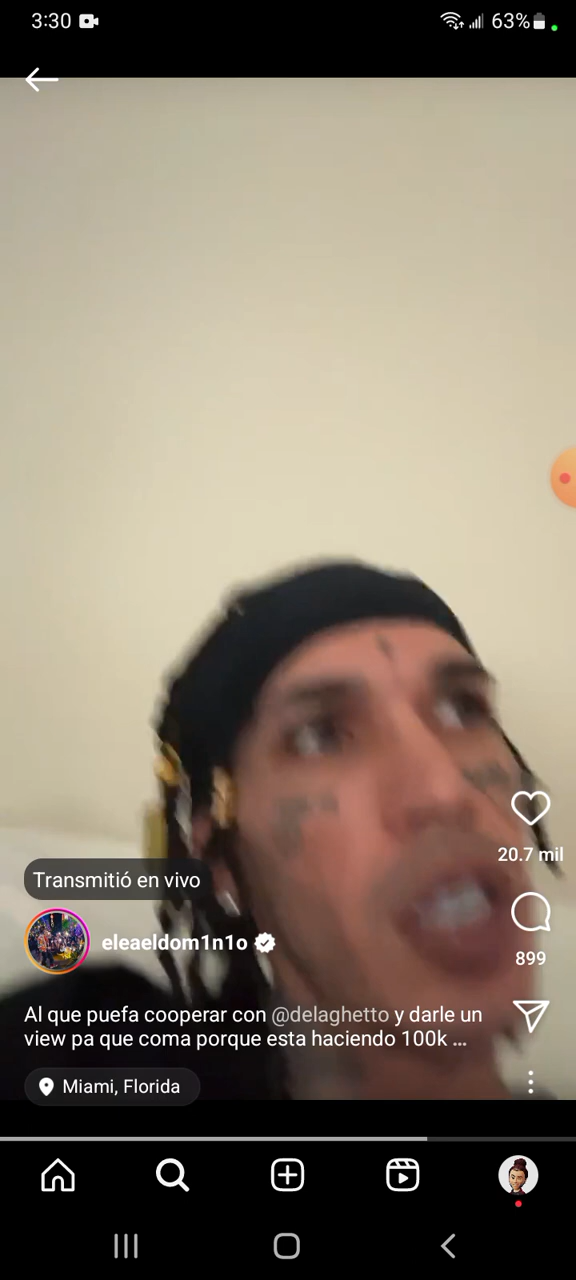 3:30
63%
Transmitió en vivo
eleaeldom1n1o
Al que puefa cooperar con @delaghetto y darle un
view pa que coma porque esta haciendo 100k ...
Miami, Florida
20.7 mil
899